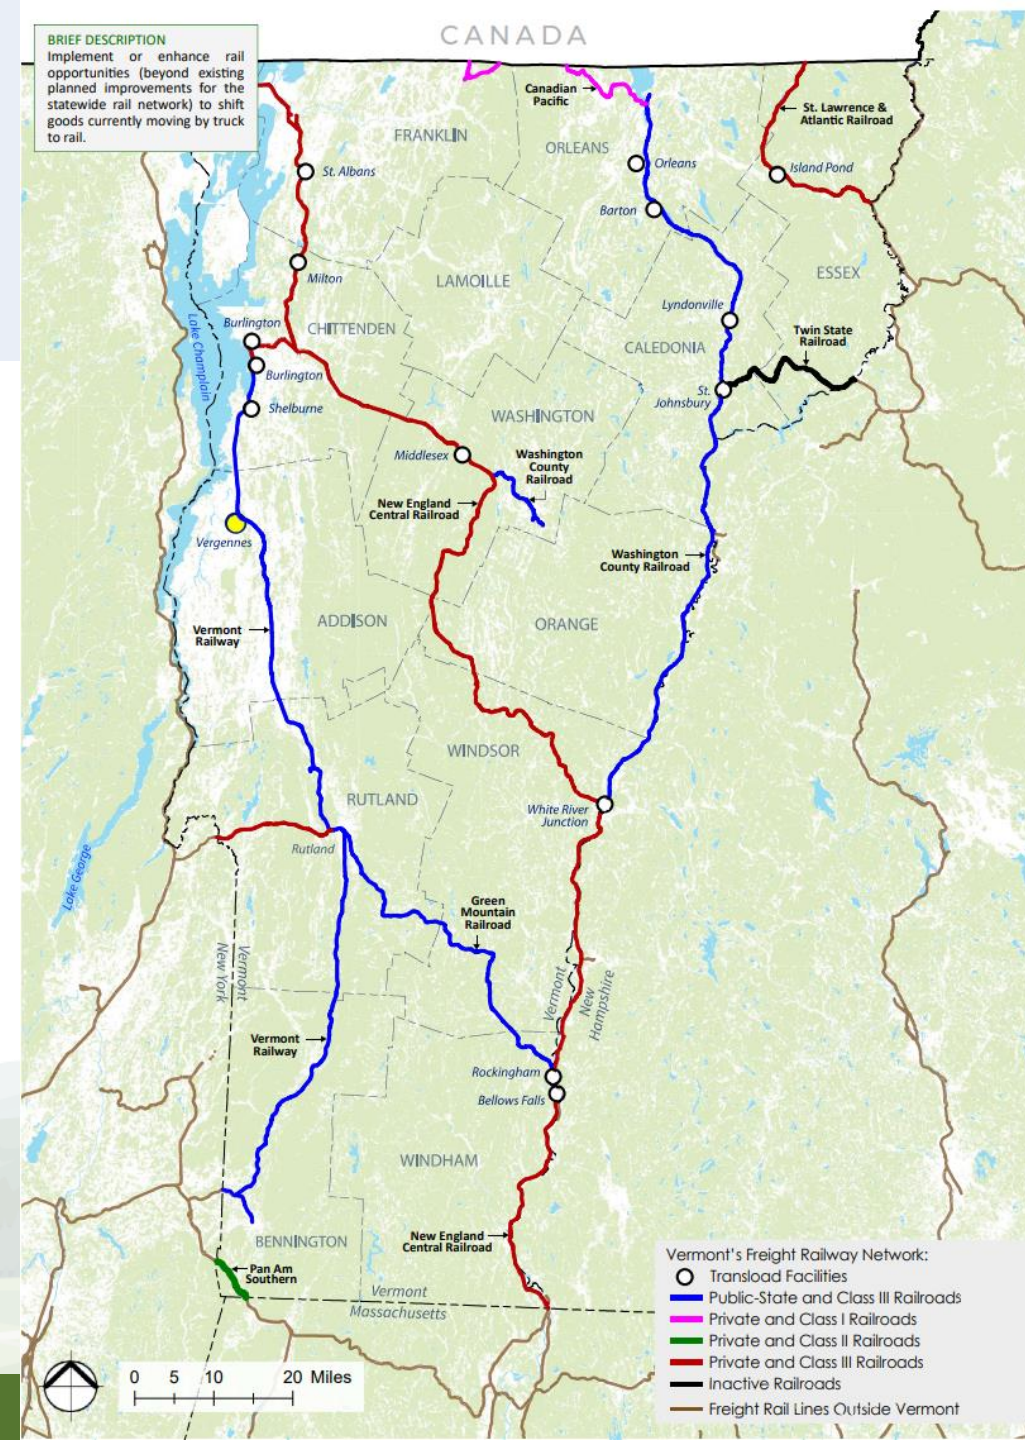 CANADA
BRIEF DESCRIPTION
Implement or enhance rail
opportunities (beyond existing
planned improvements for the
statewide rail network) to shift
goods currently moving by truck
to rail.
Canadian
Pacific
St. Lawrence &
Atlantic Railroad
FRANKLIN
ORLEANS
Orleans
Island Pond
St. Albans
Barton
ESSEX
LAMOILLE
Milton
Lyndonville
Lake Champlain
Burlington
CHITTENDEN
Twin State
Railroad
CALEDONIA
Burlington
St.
Johnsbury
Shelburne
WASHINGTON
Middlesex
Washington
County
Railroad
New England
Central Railroad
Vergennes
Washington
County Railroad
ADDISON
ORANGE
Vermont
Railway
WINDSOR
RUTLAND
White River
Junction
Rutland
Lake George
Green
Mountain
Railroad
Vermont
New York
Vermont
New
Hampshire
Vermont
Railway
Rockingham
Bellows Falls
WINDHAM
New England
Central Railroad
BENNINGTON
Pan Am
Southern
Vermont
Massachusetts
Vermont's Freight Railway Network:
Transload Facilities
Public-State and Class III Railroads
Private and Class I Railroads
Private and Class II Railroads
Private and Class III Railroads
Inactive Railroads
Freight Rail Lines Outside Vermont
0 5 10 20 Miles